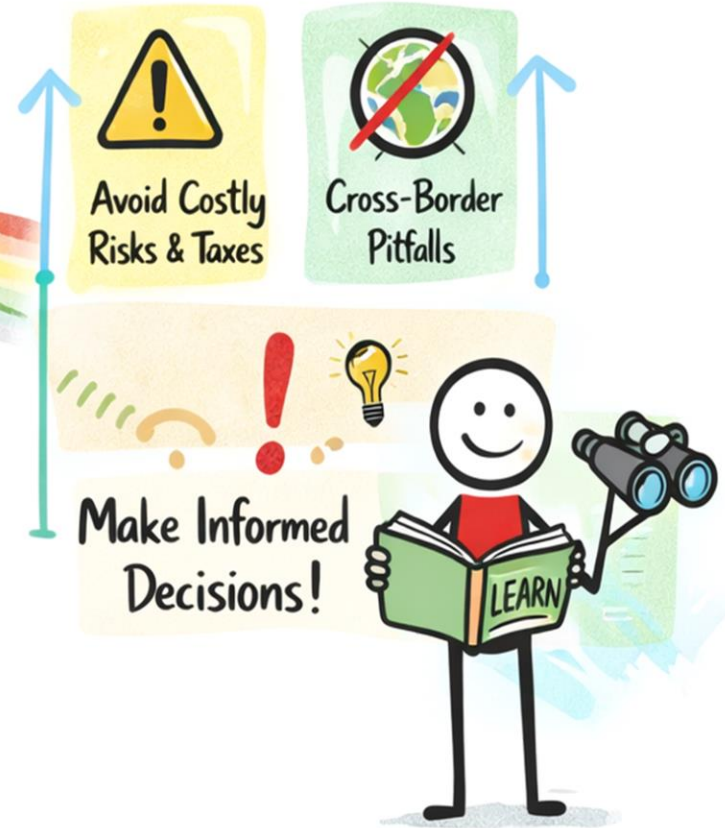 Avoid Costly
Risks & Taxes
Cross-Border
Pitfalls
Make Informed
Decisions!
LEARN